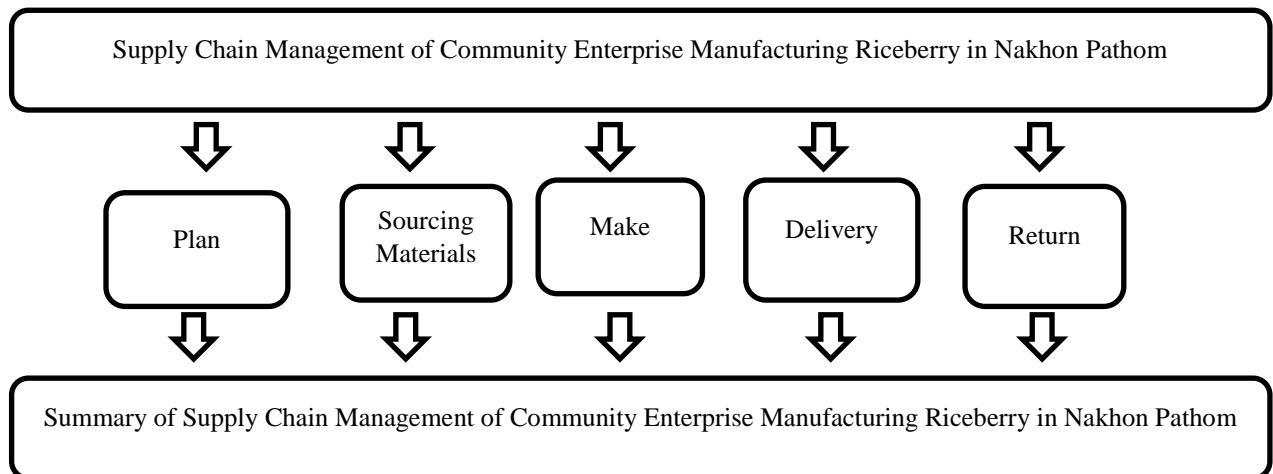 Supply Chain Management of Community Enterprise Manufacturing Riceberry in Nakhon Pathom
Plan
Sourcing
Materials
Make
Delivery
Return
Summary of Supply Chain Management of Community Enterprise Manufacturing Riceberry in Nakhon Pathom